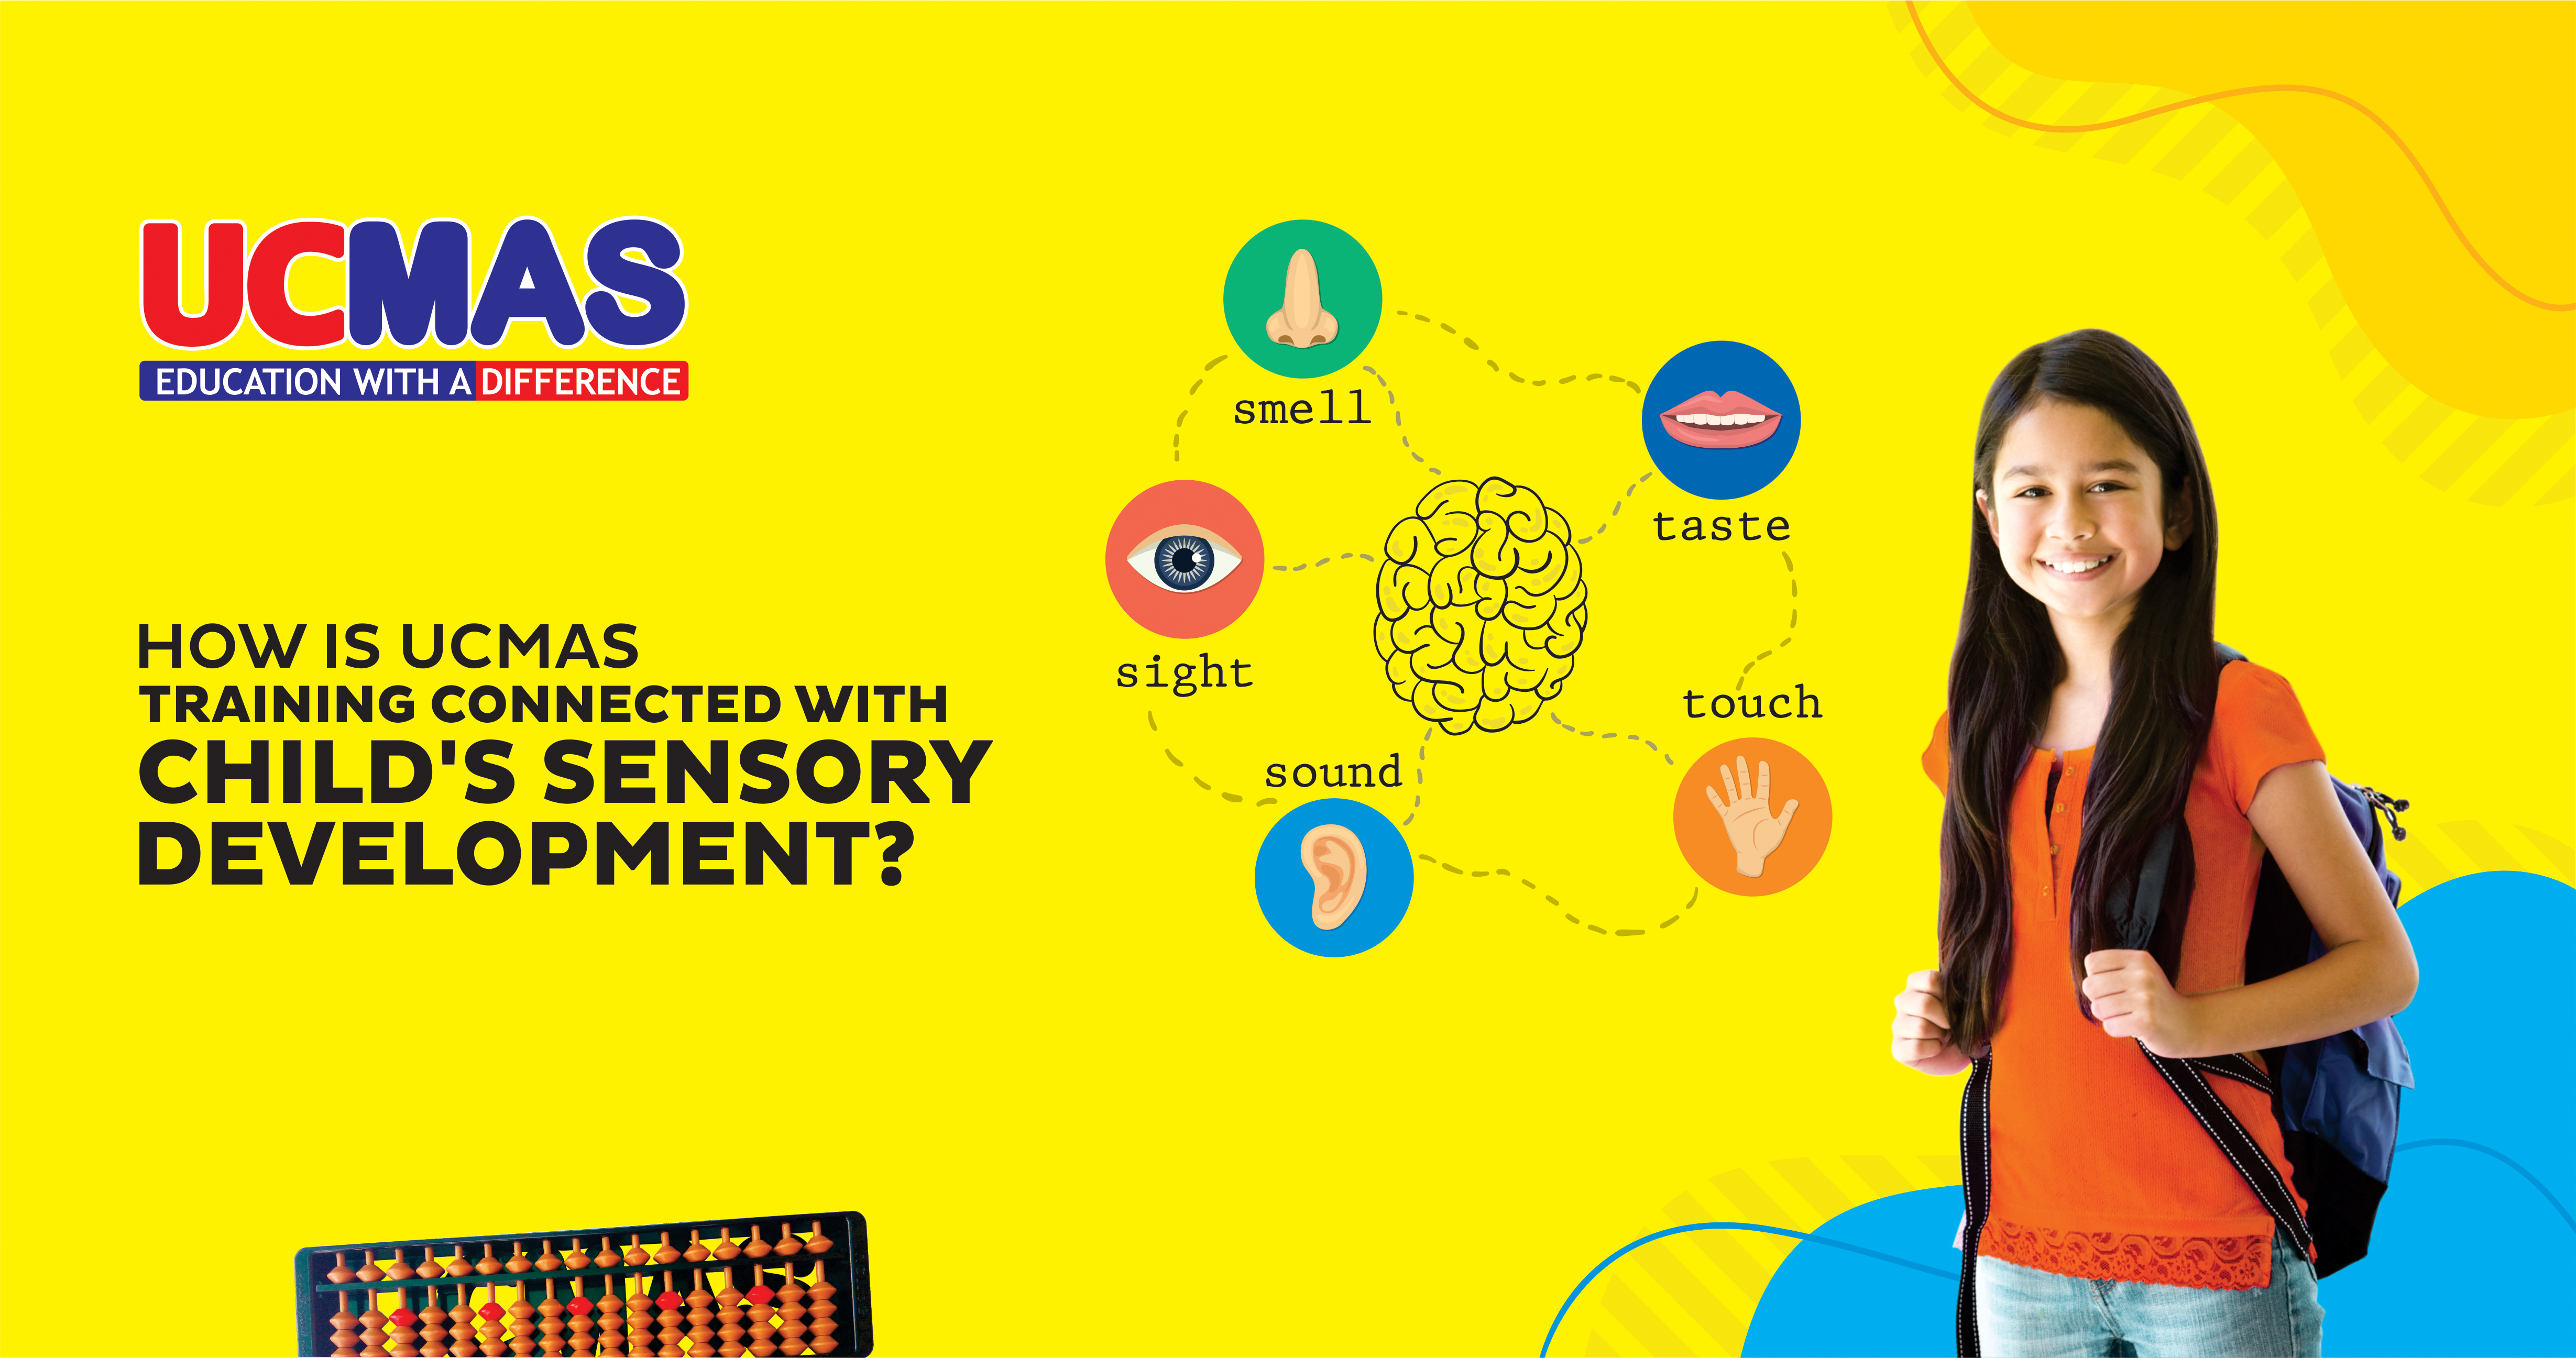 UCMAS
EDUCATION WITH A DIFFERENCE
HOW IS UCMAS
TRAINING CONNECTED WITH
CHILD'S SENSORY
DEVELOPMENT?
smell
taste
sight
touch
sound